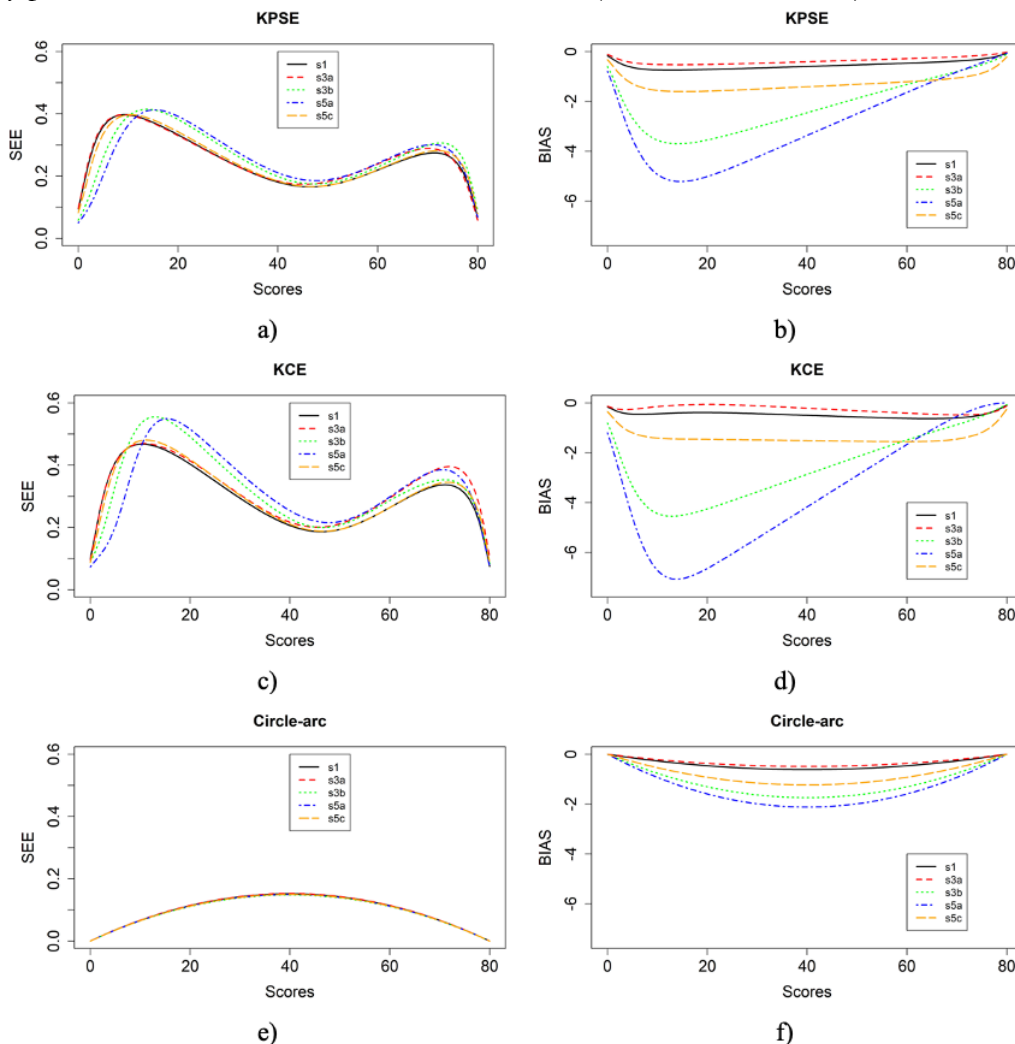 KPSE
SEE
0.0 0.2 0.4 0.6
s1
s3a
s3b
s5a
s5c
0 20 40 60 80
Scores
a)
BIAS
-6 -4 -2 0
s1
s3a
s3b
s5a
s5c
0 20 40 60 80
Scores
b)
KPSE
KCE
SEE
0.0 0.2 0.4 0.6
s1
s3a
s3b
s5a
s5c
0 20 40 60 80
Scores
c)
KCE
BIAS
-6 -4 -2 0
s1
s3a
s3b
s5a
s5c
0 20 40 60 80
Scores
d)
Circle-arc
SEE
0.0 0.2 0.4 0.6
s1
s3a
s3b
s5a
s5c
0 20 40 60 80
Scores
e)
Circle-arc
BIAS
-6 -4 -2 0
s1
s3a
s3b
s5a
s5c
0 20 40 60 80
Scores
f)